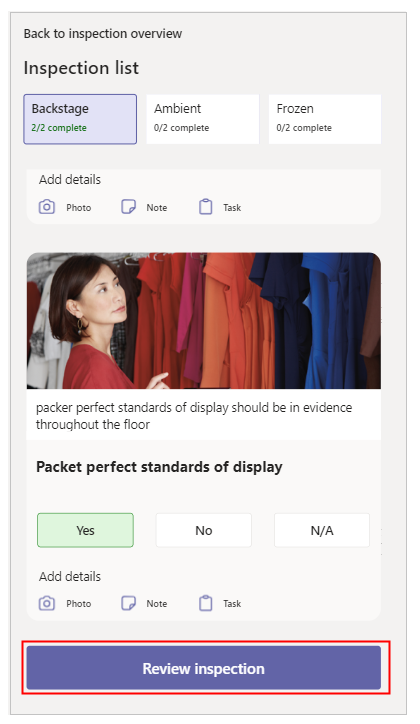 Back to inspection overview
Inspection list
Backstage
2/2 complete
Ambient
0/2 complete
Frozen
0/2 complete
Add details
Photo
Note
Task
packer perfect standards of display should be in evidence
throughout the floor
Packet perfect standards of display
Yes
No
N/A
Add details
Photo
Note
Task
Review inspection